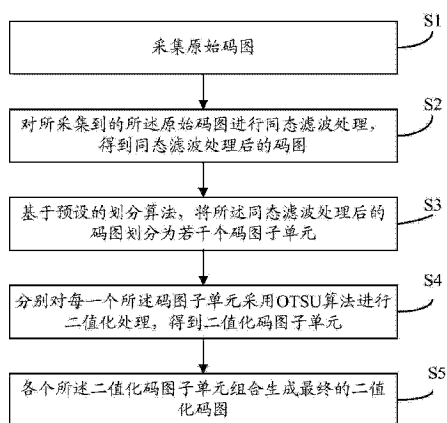 S1
采集原始码图
S2
对所采集到的所述原始码图进行同态滤波处理，
得到同态滤波处理后的码图
S3
基于预设的划分算法，将所述同态滤波处理后的
码图划分为若干个码图子单元
S4
分别对每一个所述码图子单元采用OTSU算法进行
二值化处理，得到二值化码图子单元
S5
各个所述二值化码图子单元组合生成最终的二值
化码图